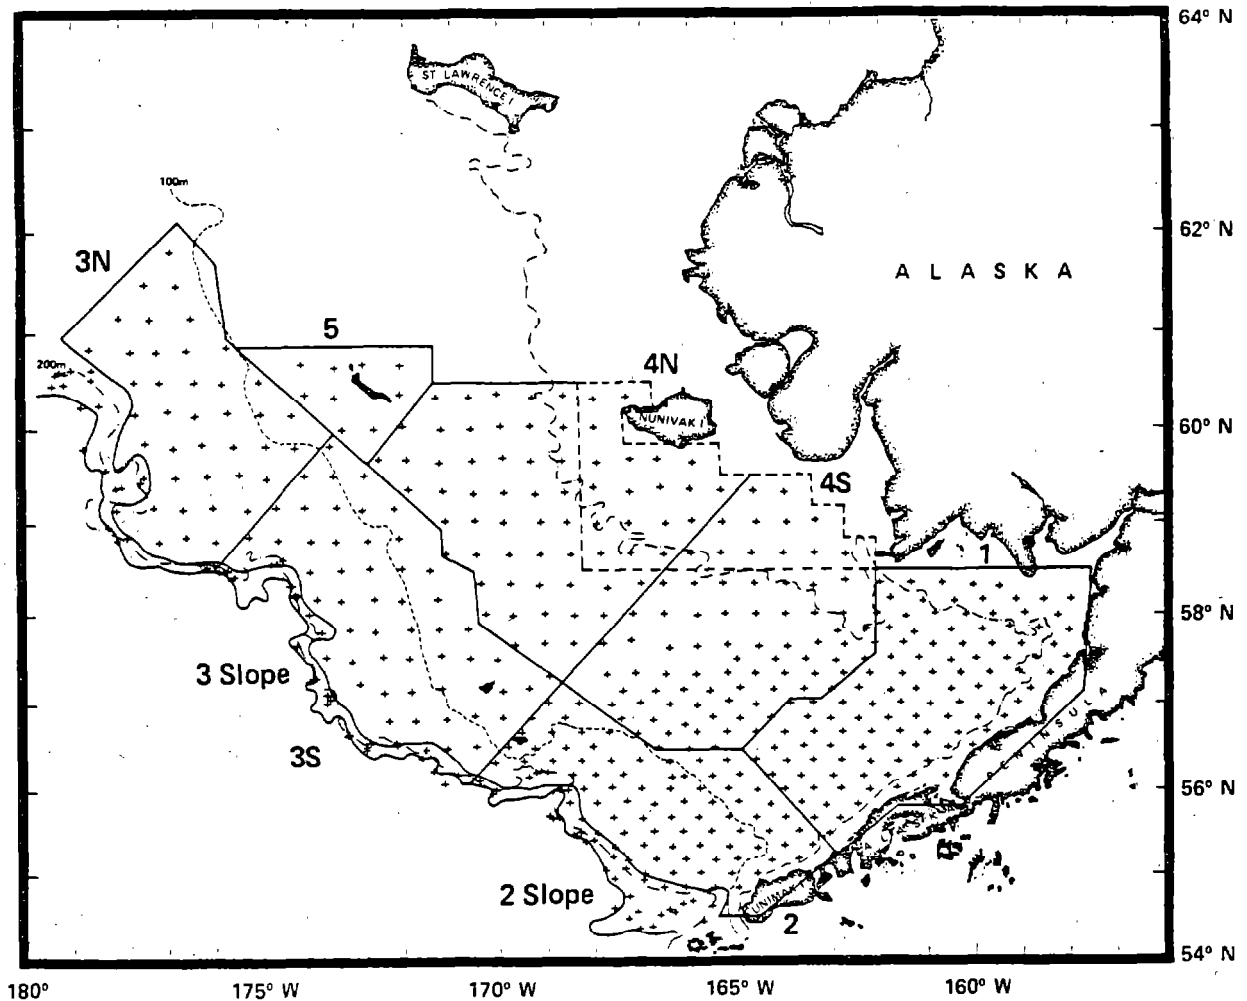 64° N
ST LAWRENCE I
100m
62° N
3N
A L A S K A
5
4N
200m
NUNIVAK I
60° N
4S
1
58° N
3 Slope
3S
56° N
2 Slope
UNIMAK I
2
54° N
180° W
175° W
170° W
165° W
160° W